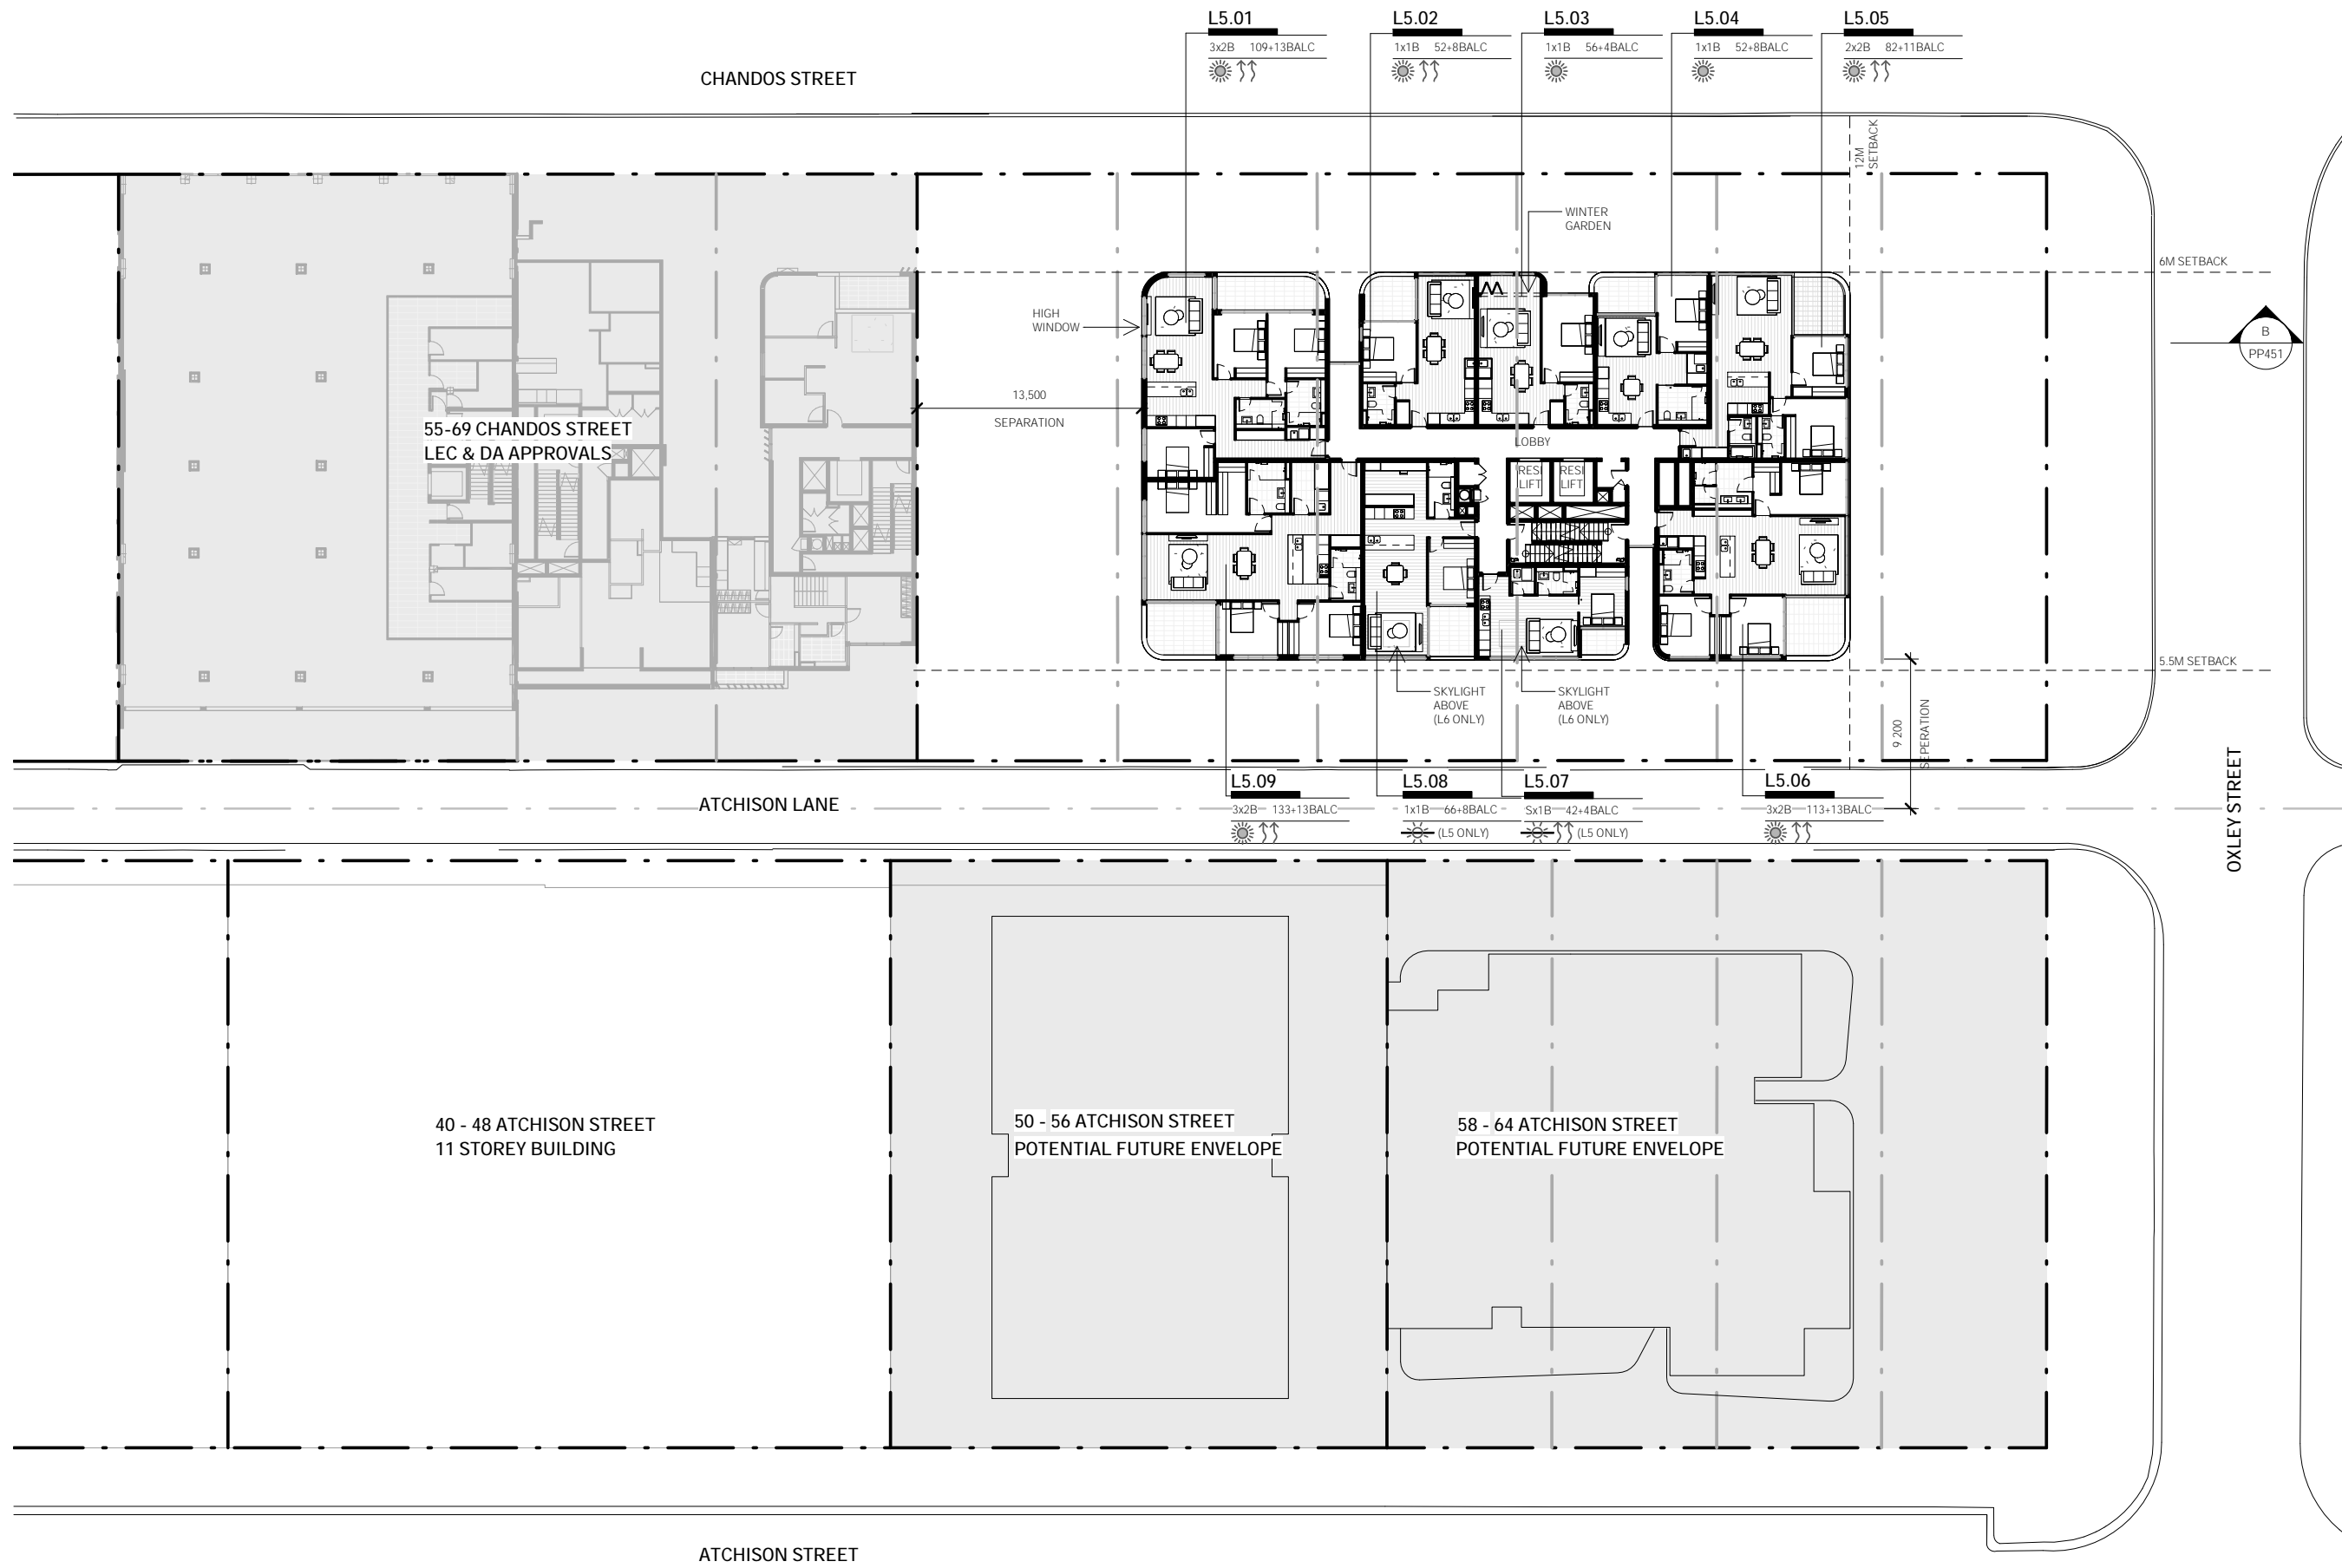 L5.01
3x2B 109+13BALC
L5.02
1x1B 52+8BALC
L5.03
1x1B 56+4BALC
L5.04
1x1B 52+8BALC
L5.05
2x2B 82+11BALC
CHANDOS STREET
12M
SETBACK
WINTER
GARDEN
6M SETBACK
HIGH
WINDOW
B
PP451
13,500
SEPARATION
55-69 CHANDOS STREET
LEC & DA APPROVALS
LOBBY
RESI
LIFT
RESI
LIFT
5.5M SETBACK
SKYLIGHT
ABOVE
(L6 ONLY)
SKYLIGHT
ABOVE
(L6 ONLY)
9 200
SEPERATION
L5.09
3x2B 133+13BALC
L5.08
1x1B 66+8BALC
(L5 ONLY)
L5.07
Sx1B 42+4BALC
(L5 ONLY)
L5.06
3x2B 113+13BALC
ATCHISON LANE
OXLEY STREET
40 - 48 ATCHISON STREET
11 STOREY BUILDING
50 - 56 ATCHISON STREET
POTENTIAL FUTURE ENVELOPE
58 - 64 ATCHISON STREET
POTENTIAL FUTURE ENVELOPE
ATCHISON STREET